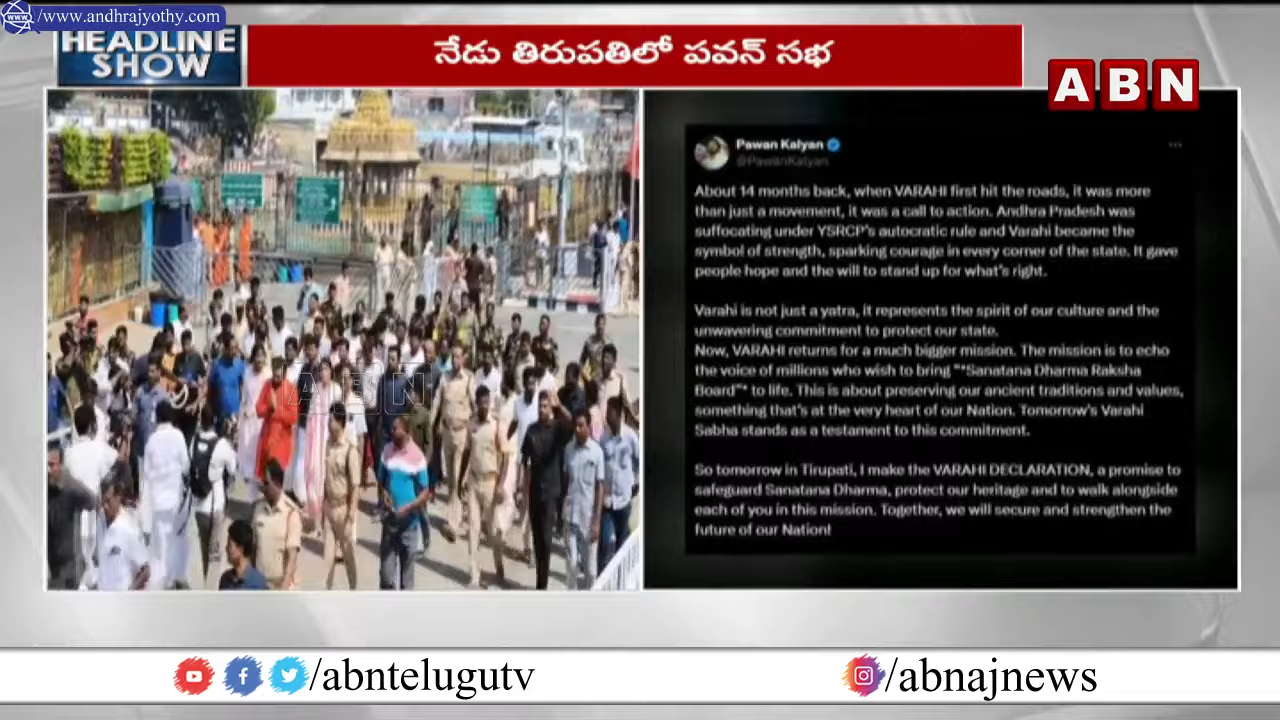 www://www.andhrajyothy.com
HEADLINE
SHOW
నేడు తిరుపతిలో పవన్ సభ
ABN
Pawan Kalyan
@PawanKalyan
About 14 months back, when VARAHI first hit the roads, it was more
than just a movement, it was a call to action. Andhra Pradesh was
suffocating under YSRCP's autocratic rule and Varahi became the
symbol of strength, sparking courage in every corner of the state. It gave
people hope and the will to stand up for what's right.
Varahi is not just a yatra, it represents the spirit of our culture and the
unwavering commitment to protect our state.
Now, VARAHI returns for a much bigger mission. The mission is to echo
the voice of millions who wish to bring "*Sanatana Dharma Raksha
Board"* to life. This is about preserving our ancient traditions and values,
something that's at the very heart of our Nation. Tomorrow's Varahi
Sabha stands as a testament to this commitment.
So tomorrow in Tirupati, I make the VARAHI DECLARATION, a promise to
safeguard Sanatana Dharma, protect our heritage and to walk alongside
each of you in this mission. Together, we will secure and strengthen the
future of our Nation!
ABN
/abntelugutv
/abnajnews